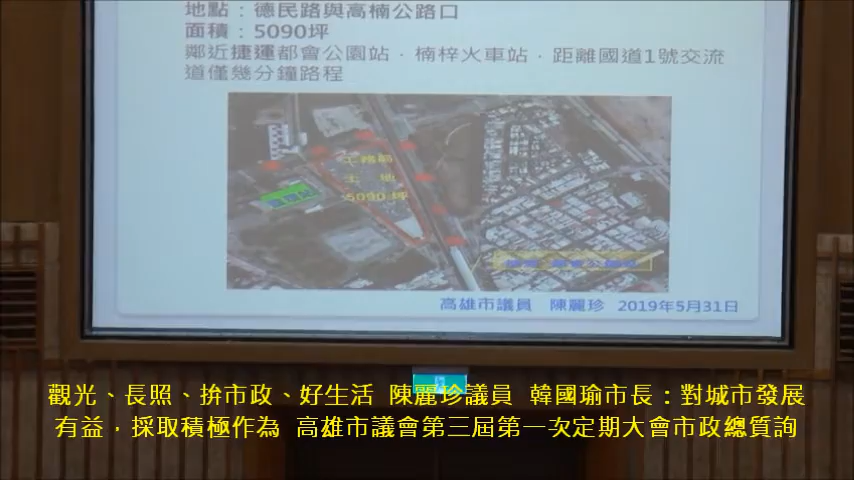 地點：德民路與高楠公路口
面積：5090坪
鄰近捷運都會公園站．楠梓火車站．距離國道1號交流
道僅幾分鐘路程
工務局
土 地
5090坪
高雄市議員 陳麗珍 2019年5月31日
觀光、長照、拚市政、好生活 陳麗珍議員 韓國瑜市長：對城市發展
有益，採取積極作為 高雄市議會第三屆第一次定期大會市政總質詢